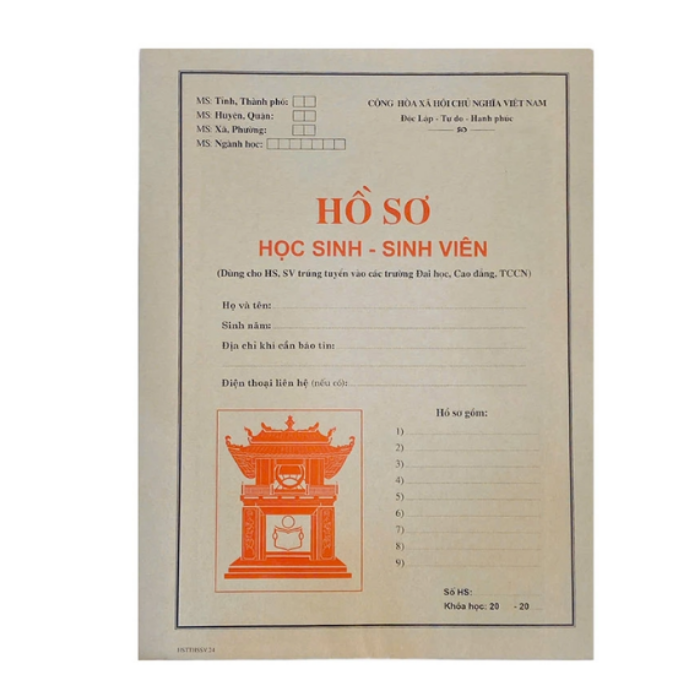 MS: Tỉnh, Thành phố:
MS: Huyện, Quận:
MS: Xã, Phường:
MS: Ngành học:
CỘNG HÒA XÃ HỘI CHỦ NGHĨA VIỆT NAM
Độc Lập - Tự do - Hạnh phúc
HỒ SƠ
HỌC SINH - SINH VIÊN
(Dùng cho HS, SV trúng tuyển vào các trường Đại học, Cao đẳng, TCCN)
Họ và tên:
Sinh năm:
Địa chỉ khi cần báo tin:
Điện thoại liên hệ (nếu có):
Hồ sơ gồm:
1)
2)
3)
4)
5)
6)
7)
8)
9)
Số HS:
Khóa học: 20 - 20